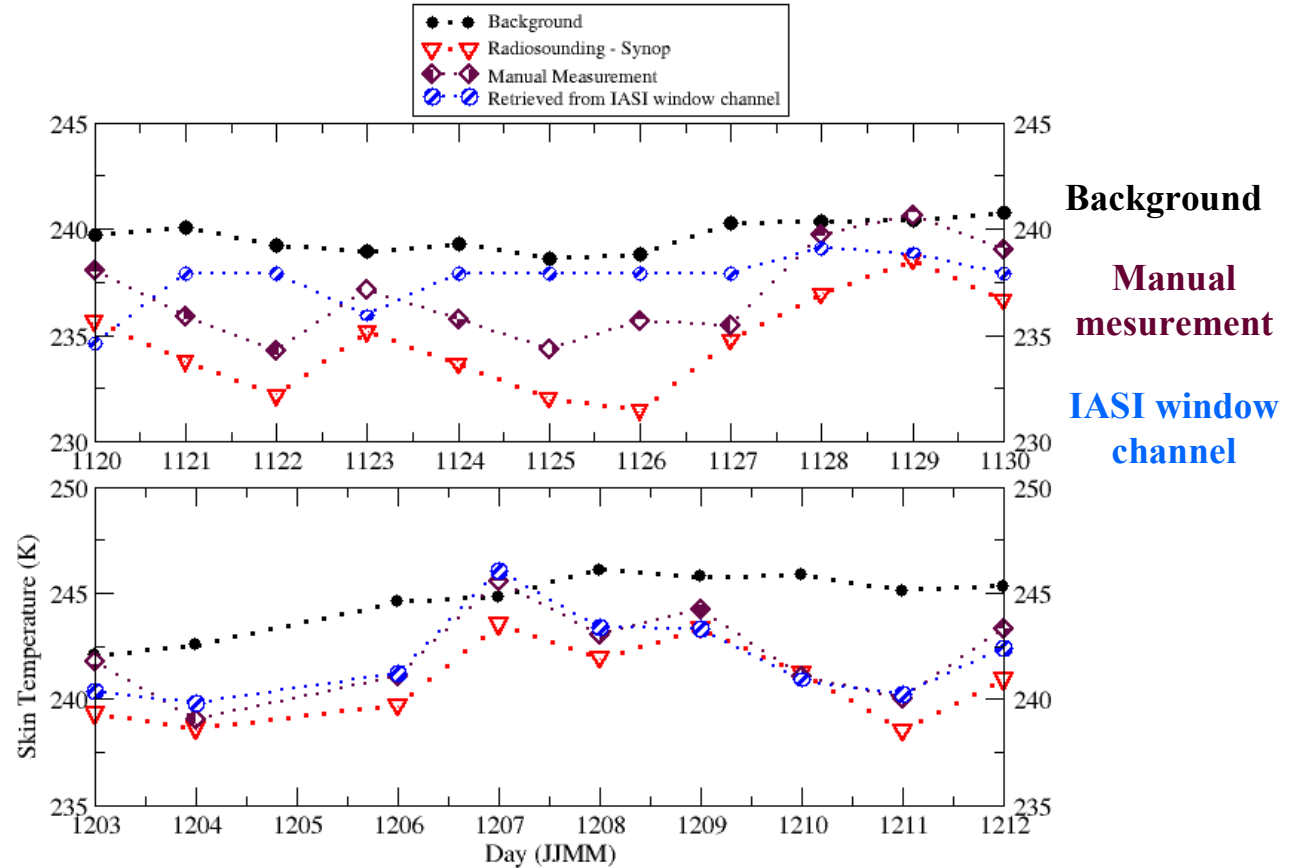 Background
Radiosounding - Synop
Manual Measurement
Retrieved from IASI window channel
245 245
240 240
235 235
230 230
1120 1121 1122 1123 1124 1125 1126 1127 1128 1129 1130
Background
Manual
mesurement
IASI window
channel
250 250
245 245
240 240
235 235
1203 1204 1205 1206 1207 1208 1209 1210 1211 1212
Skin Temperature (K)
Day (JJMM)